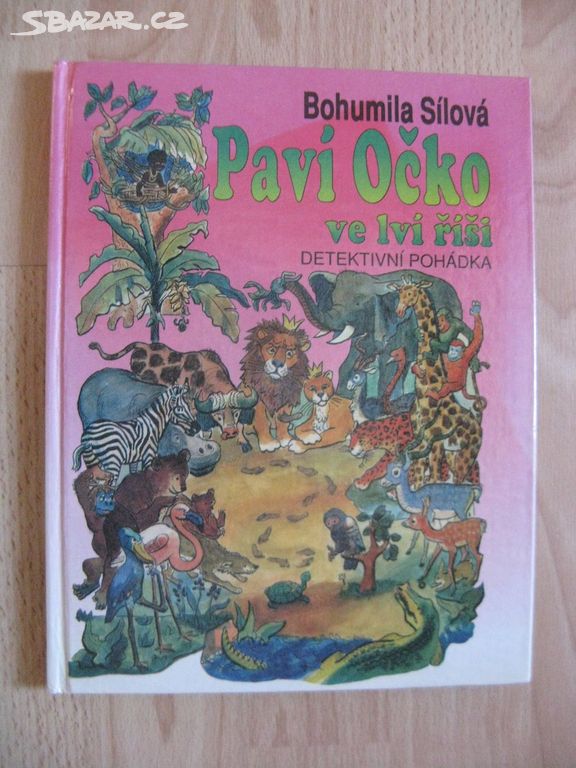 SBAZAR.CZ
Bohumila Sílová
Paví Očko
ve lví říši
DETEKTIVNÍ POHÁDKA